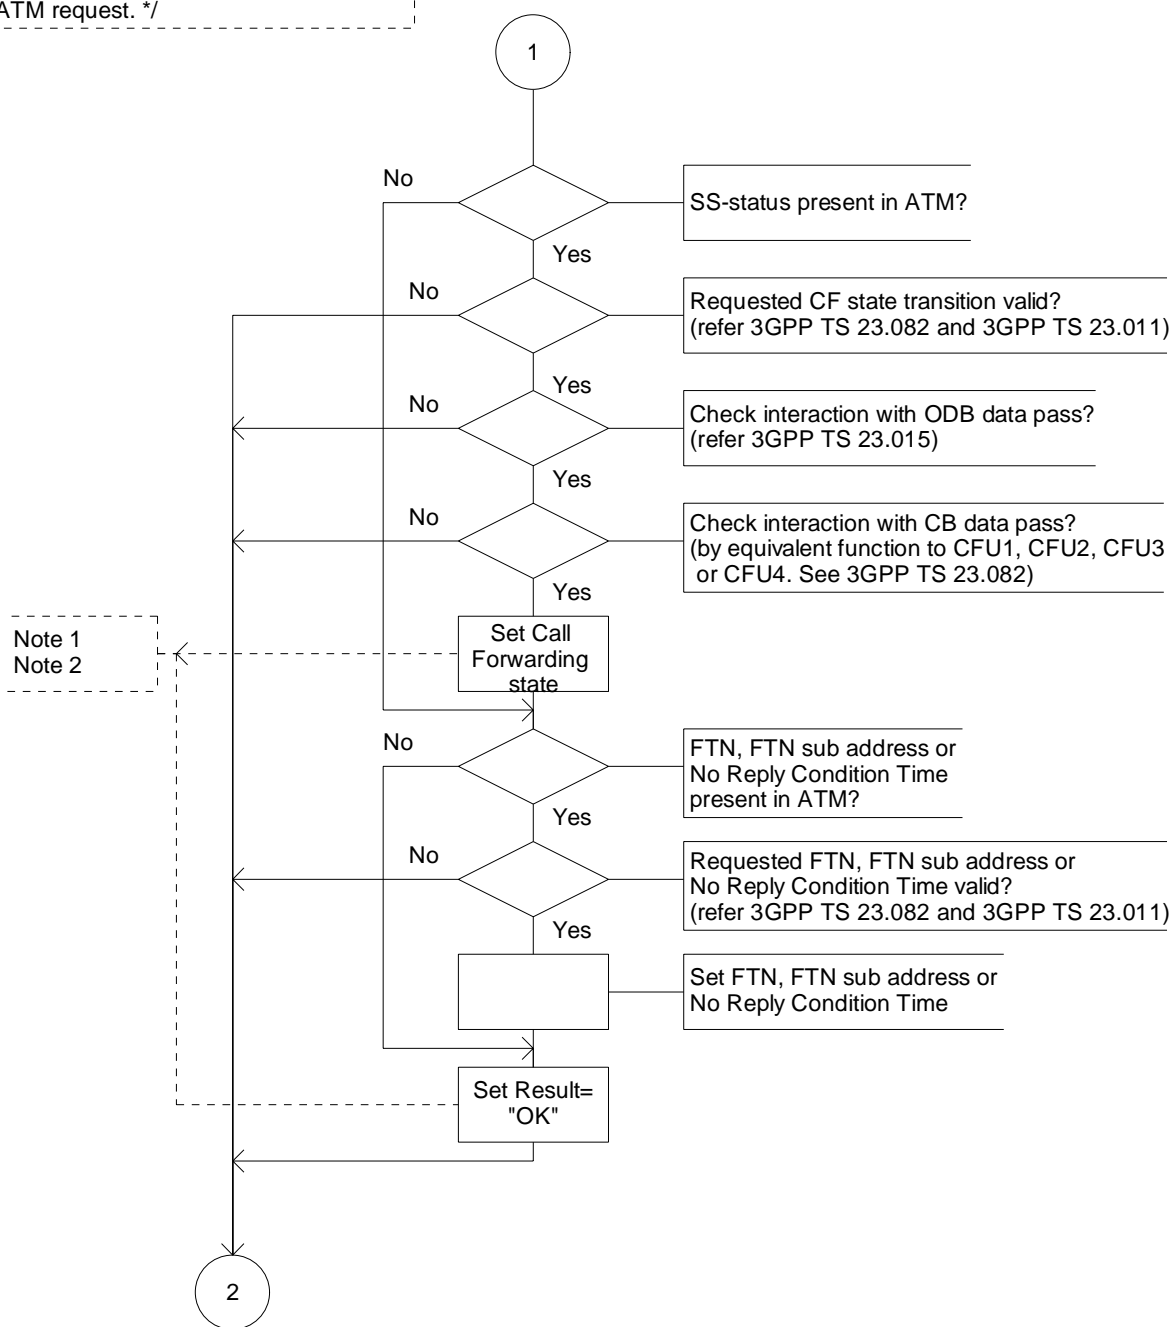 ATM request. */
1
No
SS-status present in ATM?
Yes
No
Requested CF state transition valid?
(refer 3GPP TS 23.082 and 3GPP TS 23.011)
Yes
No
Check interaction with ODB data pass?
(refer 3GPP TS 23.015)
Yes
No
Check interaction with CB data pass?
(by equivalent function to CFU1, CFU2, CFU3
or CFU4. See 3GPP TS 23.082)
Yes
Note 1
Note 2
Set Call
Forwarding
state
No
FTN, FTN sub address or
No Reply Condition Time
present in ATM?
Yes
No
Requested FTN, FTN sub address or
No Reply Condition Time valid?
(refer 3GPP TS 23.082 and 3GPP TS 23.011)
Yes
Set FTN, FTN sub address or
No Reply Condition Time
Set Result=
"OK"
2